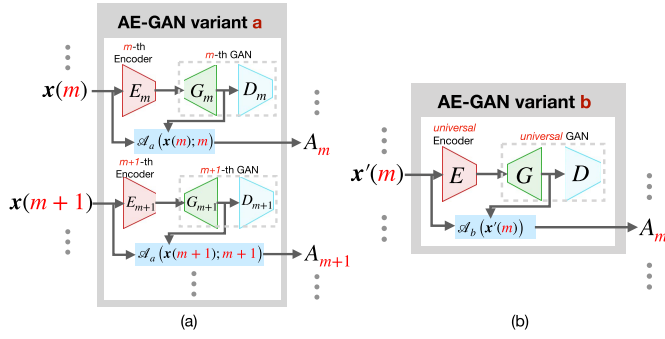 AE-GAN variant a
m-th
Encoder
m-th GAN
x(m)
E_m
G_m
D_m
𝒜_a (x(m); m)
A_m
m+1-th
Encoder
m+1-th GAN
x(m + 1)
E_{m+1}
G_{m+1}
D_{m+1}
𝒜_a (x(m + 1); m + 1)
A_{m+1}
(a)
AE-GAN variant b
universal
Encoder
universal GAN
x′(m)
E
G
D
𝒜_b (x′(m))
A_m
(b)